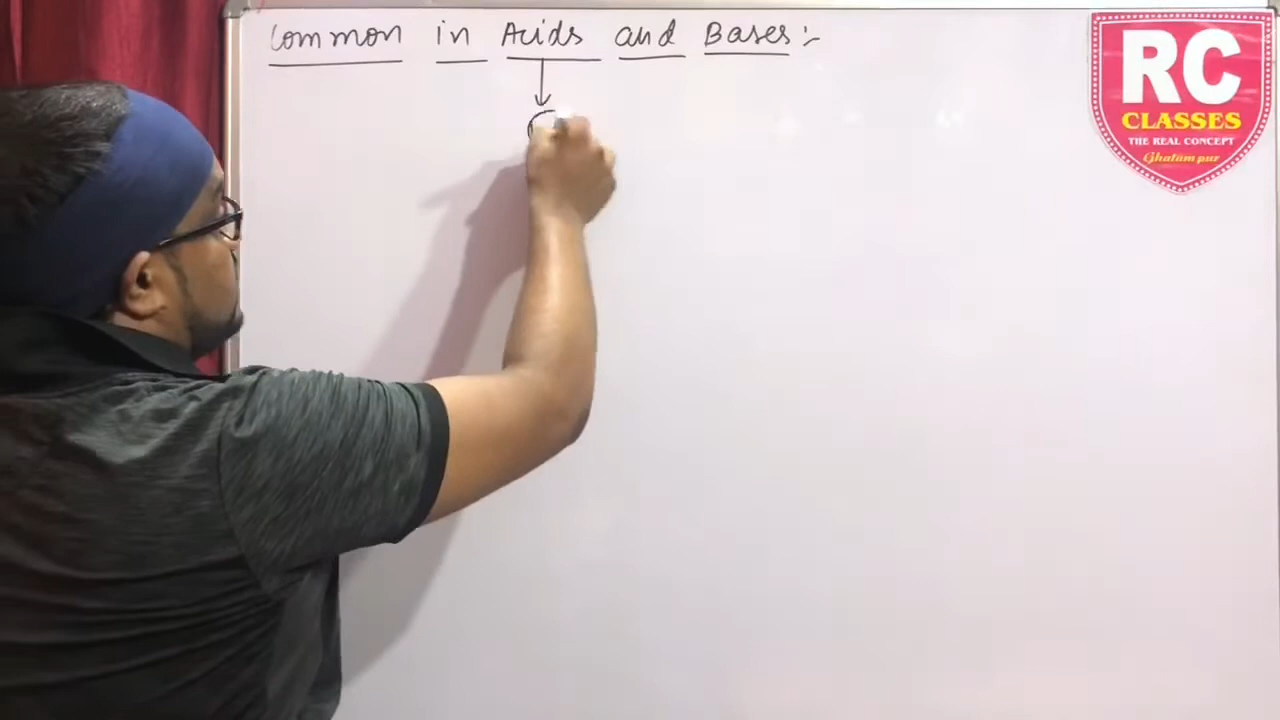 Common in Acids and Bases :-
RC
CLASSES
THE REAL CONCEPT
Ghatampur